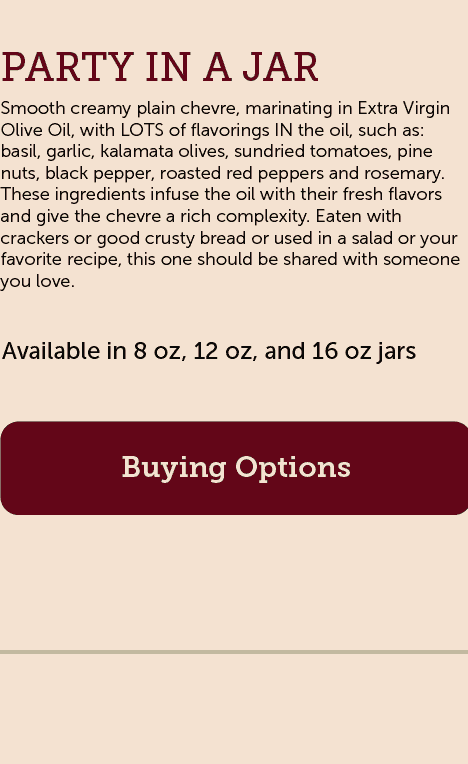 PARTY IN A JAR
Smooth creamy plain chevre, marinating in Extra Virgin
Olive Oil, with LOTS of flavorings IN the oil, such as:
basil, garlic, kalamata olives, sundried tomatoes, pine
nuts, black pepper, roasted red peppers and rosemary.
These ingredients infuse the oil with their fresh flavors
and give the chevre a rich complexity. Eaten with
crackers or good crusty bread or used in a salad or your
favorite recipe, this one should be shared with someone
you love.
Available in 8 oz, 12 oz, and 16 oz jars
Buying Options